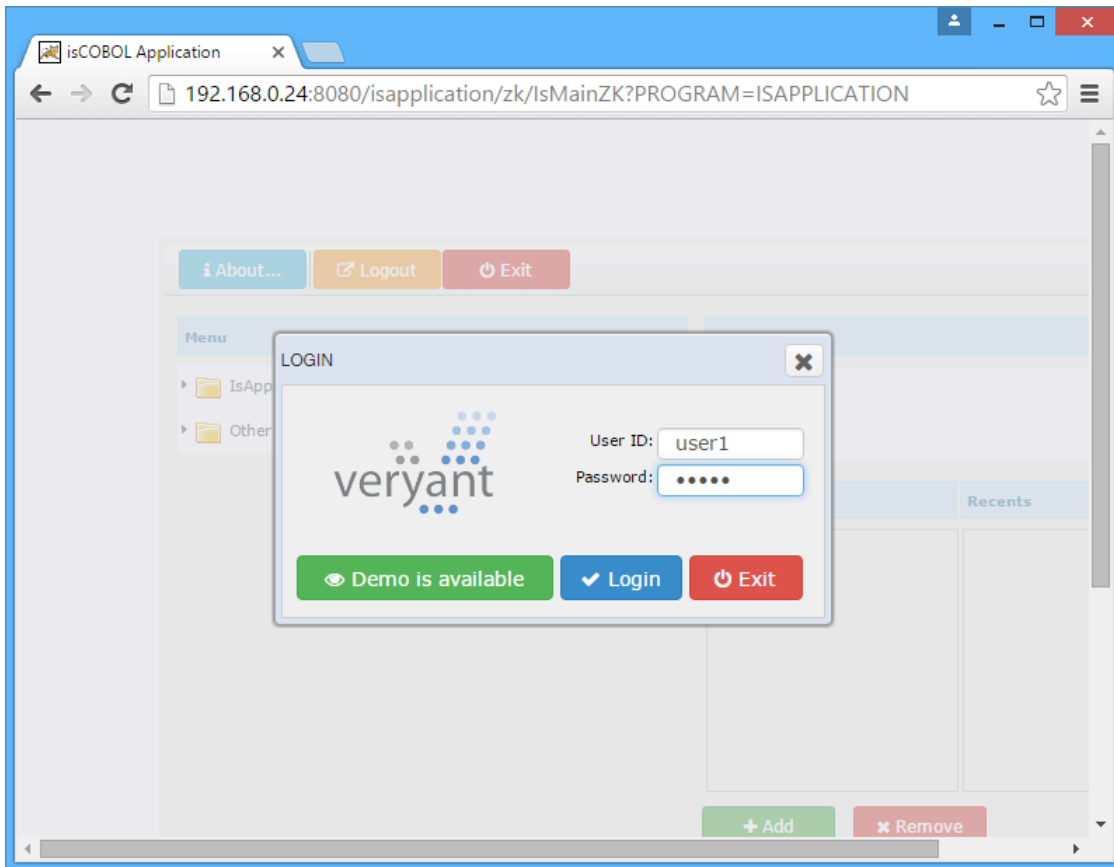 isCOBOL Application
192.168.0.24:8080/isapplication/zk/IsMainZK?PROGRAM=ISAPPLICATION
About... Logout Exit
Menu
LOGIN
IsApp
Other
veryant
User ID: user1
Password: •••••
Recents
Demo is available Login Exit
Add Remove